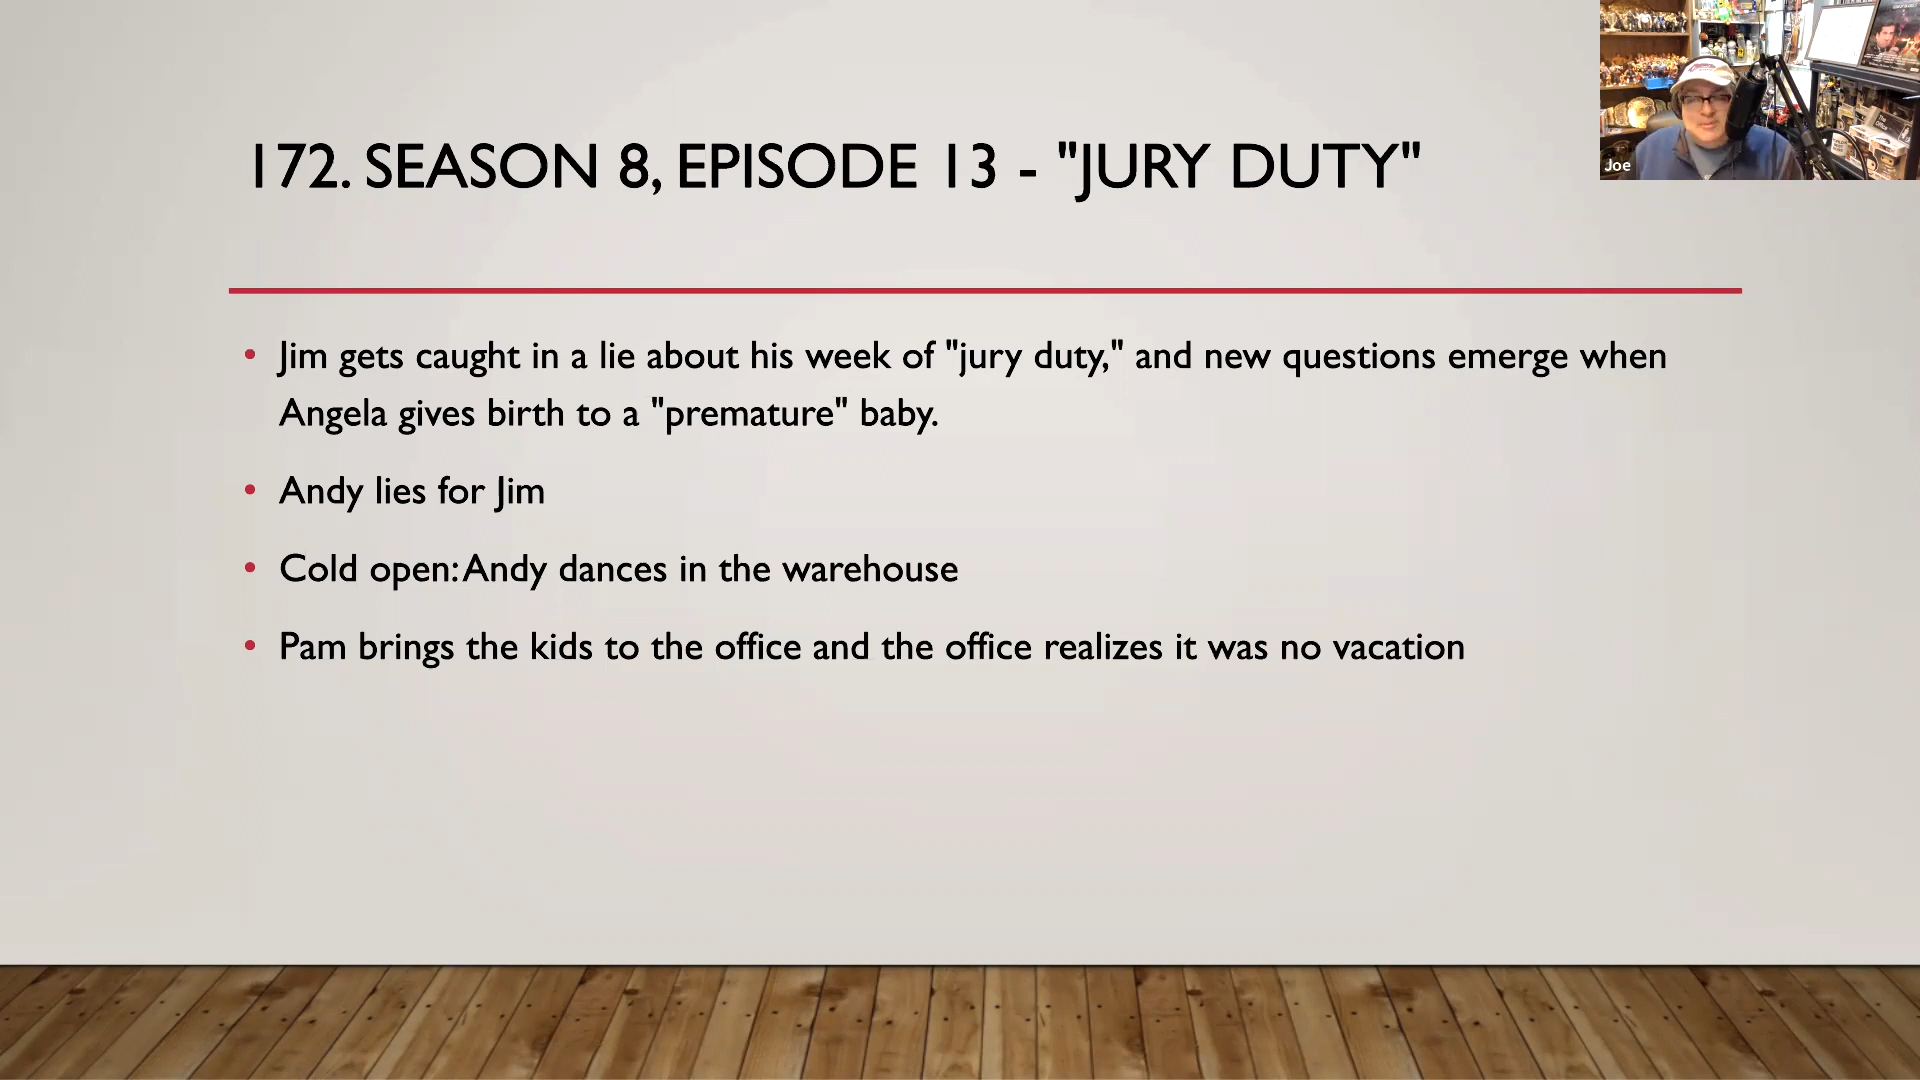 172. SEASON 8, EPISODE 13 - "JURY DUTY"
Joe
• Jim gets caught in a lie about his week of "jury duty," and new questions emerge when
Angela gives birth to a "premature" baby.
• Andy lies for Jim
• Cold open: Andy dances in the warehouse
• Pam brings the kids to the office and the office realizes it was no vacation
The Office